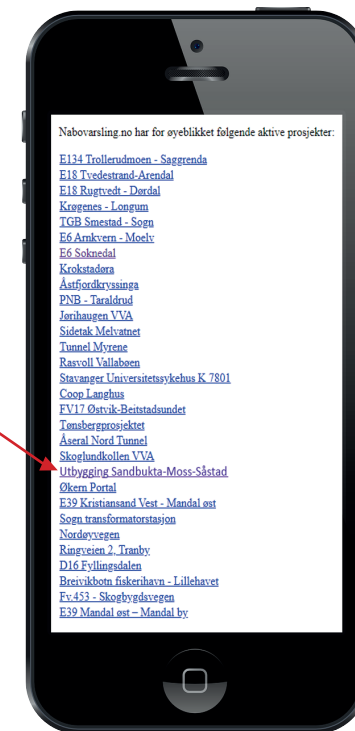 Nabovarsling.no har for øyeblikket følgende aktive prosjekter:
E134 Trollerudmoen - Saggrenda
E18 Tvedestrand-Arendal
E18 Rugtvedt - Dørdal
Krøgenes - Longum
TGB Smestad - Sogn
E6 Arnkvern - Moelv
E6 Soknedal
Krokstadøra
Åstfjordkryssinga
PNB - Taraldrud
Jørihaugen VVA
Sidetak Melvatnet
Tunnel Myrene
Rasvoll Vallabøen
Stavanger Universitetssykehus K 7801
Coop Langhus
FV17 Østvik-Beitstadsundet
Tønsbergprosjektet
Åseral Nord Tunnel
Skoglundkollen VVA
Utbygging Sandbukta-Moss-Såstad
Økern Portal
E39 Kristiansand Vest - Mandal øst
Sogn transformatorstasjon
Nordøyvegen
Ringveien 2, Tranby
D16 Fyllingsdalen
Breivikbotn fiskerihavn - Lillehavet
Fv.453 - Skogbygdsvegen
E39 Mandal øst – Mandal by